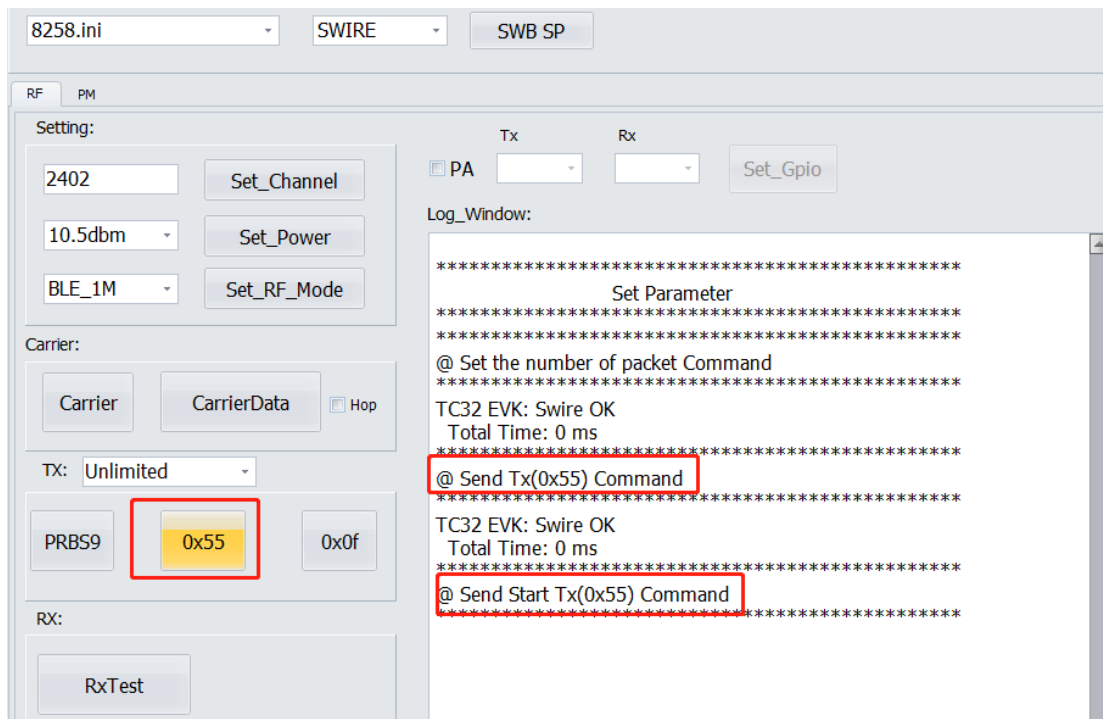 8258.ini SWIRE SWB SP
RF PM
Setting:
2402 Set_Channel
10.5dbm Set_Power
BLE_1M Set_RF_Mode
Carrier:
Carrier CarrierData Hop
TX: Unlimited
PRBS9 0x55 0x0f
RX:
RxTest
Tx Rx
PA Set_Gpio
Log_Window:
**************************************************
Set Parameter
**************************************************
**************************************************
@ Set the number of packet Command
**************************************************
TC32 EVK: Swire OK
Total Time: 0 ms
**************************************************
@ Send Tx(0x55) Command
**************************************************
TC32 EVK: Swire OK
Total Time: 0 ms
**************************************************
@ Send Start Tx(0x55) Command
**************************************************